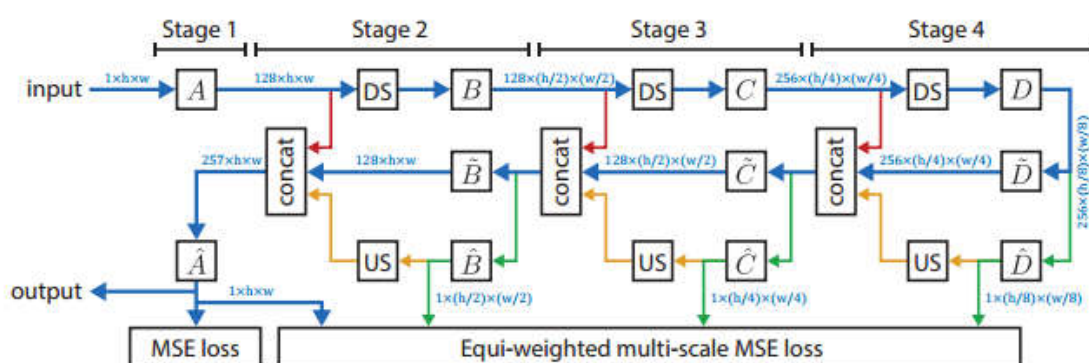 Stage 1 Stage 2 Stage 3 Stage 4
1×h×w 128×h×w 128×(h/2)×(w/2) 256×(h/4)×(w/4)
input A DS B DS C DS D
257×h×w concat 128×h×w B̃ concat 128×(h/2)×(w/2) C̃ concat 256×(h/4)×(w/4) D̃
256×(h/8)×(w/8)
Â US B̂ US Ĉ US D̂
output 1×h×w 1×(h/2)×(w/2) 1×(h/4)×(w/4) 1×(h/8)×(w/8)
MSE loss Equi-weighted multi-scale MSE loss